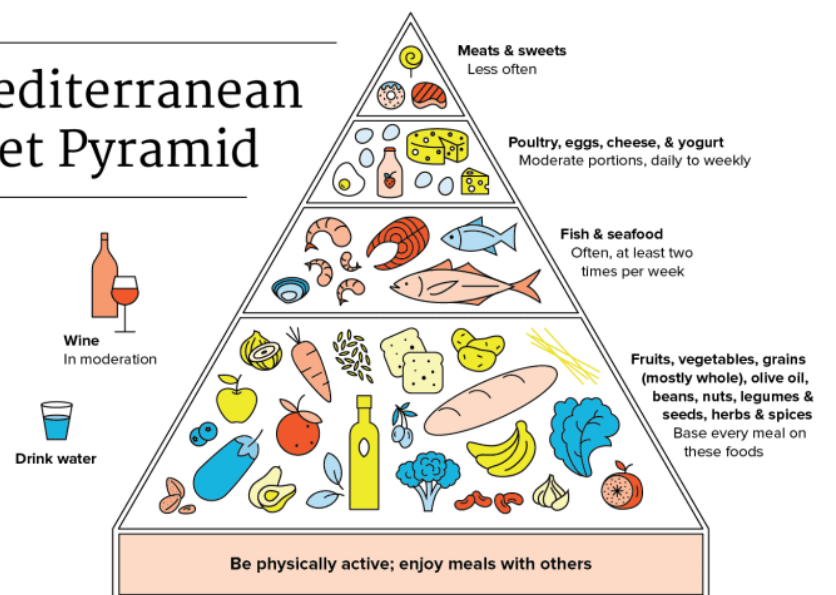 editerranean
et Pyramid
Meats & sweets
Less often
Poultry, eggs, cheese, & yogurt
Moderate portions, daily to weekly
Fish & seafood
Often, at least two
times per week
Wine
In moderation
Drink water
Fruits, vegetables, grains
(mostly whole), olive oil,
beans, nuts, legumes &
seeds, herbs & spices
Base every meal on
these foods
Be physically active; enjoy meals with others